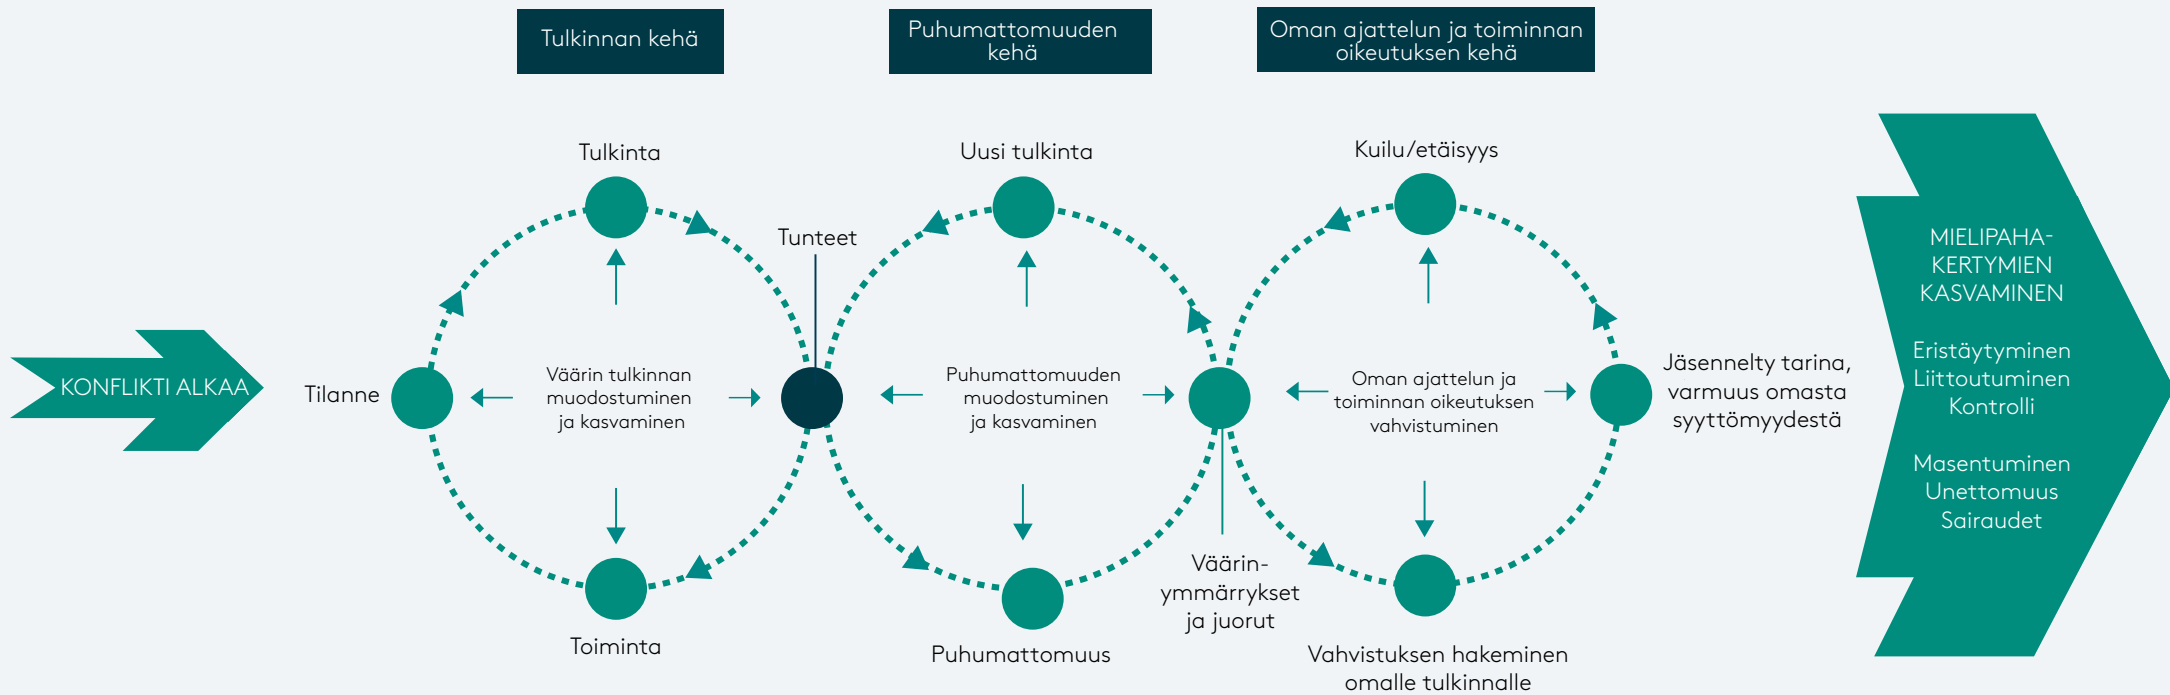 Tulkinnan kehä
Puhumattomuuden
kehä
Oman ajattelun ja toiminnan
oikeutuksen kehä
KONFLIKTI ALKAA
Tilanne
Tulkinta
Tunteet
Toiminta
Väärin tulkinnan
muodostuminen
ja kasvaminen
Uusi tulkinta
Puhumattomuuden
muodostuminen
ja kasvaminen
Puhumattomuus
Väärin-
ymmärrykset
ja juorut
Kuilu/etäisyys
Oman ajattelun ja
toiminnan oikeutuksen
vahvistuminen
Jäsennelty tarina,
varmuus omasta
syyttömyydestä
Vahvistuksen hakeminen
omalle tulkinnalle
MIELIPAHA-
KERTYMIEN
KASVAMINEN
Eristäytyminen
Liittoutuminen
Kontrolli
Masentuminen
Unettomuus
Sairaudet